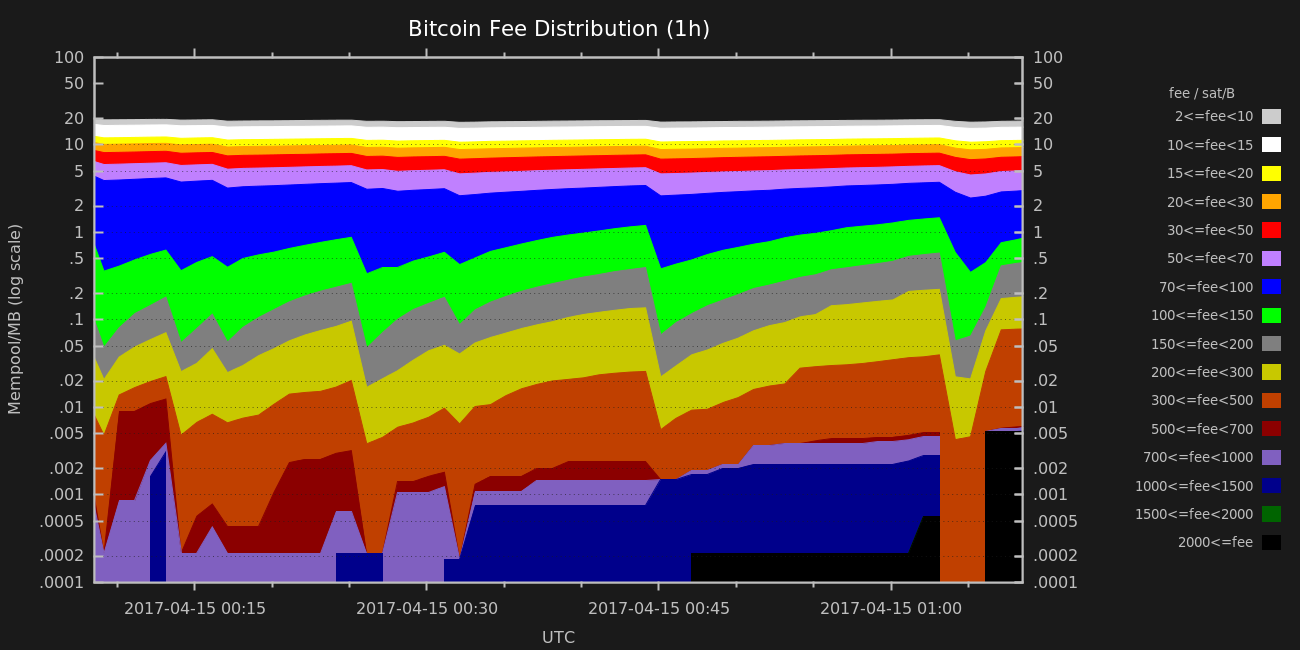 Bitcoin Fee Distribution (1h)
Mempool/MB (log scale)
100
50
20
10
5
2
1
.5
.2
.1
.05
.02
.01
.005
.002
.001
.0005
.0002
.0001
100
50
20
10
5
2
1
.5
.2
.1
.05
.02
.01
.005
.002
.001
.0005
.0002
.0001
2017-04-15 00:15
2017-04-15 00:30
2017-04-15 00:45
2017-04-15 01:00
UTC
fee / sat/B
2<=fee<10
10<=fee<15
15<=fee<20
20<=fee<30
30<=fee<50
50<=fee<70
70<=fee<100
100<=fee<150
150<=fee<200
200<=fee<300
300<=fee<500
500<=fee<700
700<=fee<1000
1000<=fee<1500
1500<=fee<2000
2000<=fee